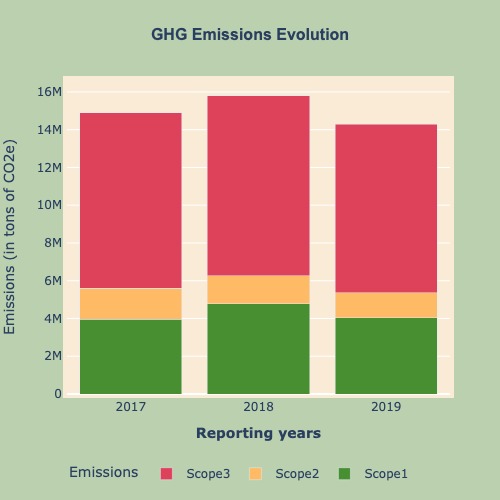 GHG Emissions Evolution
Emissions (in tons of CO2e)
16M
14M
12M
10M
8M
6M
4M
2M
0
2017
2018
2019
Reporting years
Emissions
Scope3
Scope2
Scope1